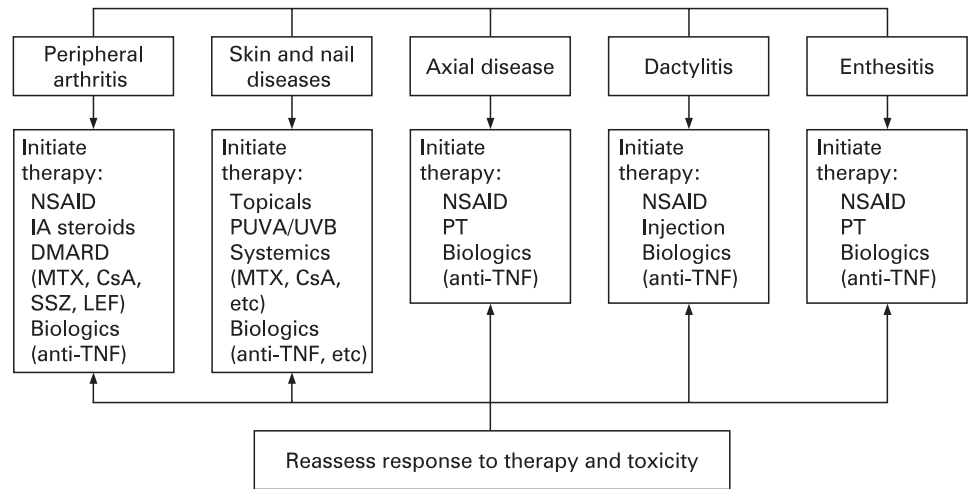 Peripheral
arthritis
Skin and nail
diseases
Axial disease
Dactylitis
Enthesitis
Initiate
therapy:
NSAID
IA steroids
DMARD
(MTX, CsA,
SSZ, LEF)
Biologics
(anti-TNF)
Initiate
therapy:
Topicals
PUVA/UVB
Systemics
(MTX, CsA,
etc)
Biologics
(anti-TNF, etc)
Initiate
therapy:
NSAID
PT
Biologics
(anti-TNF)
Initiate
therapy:
NSAID
Injection
Biologics
(anti-TNF)
Initiate
therapy:
NSAID
PT
Biologics
(anti-TNF)
Reassess response to therapy and toxicity